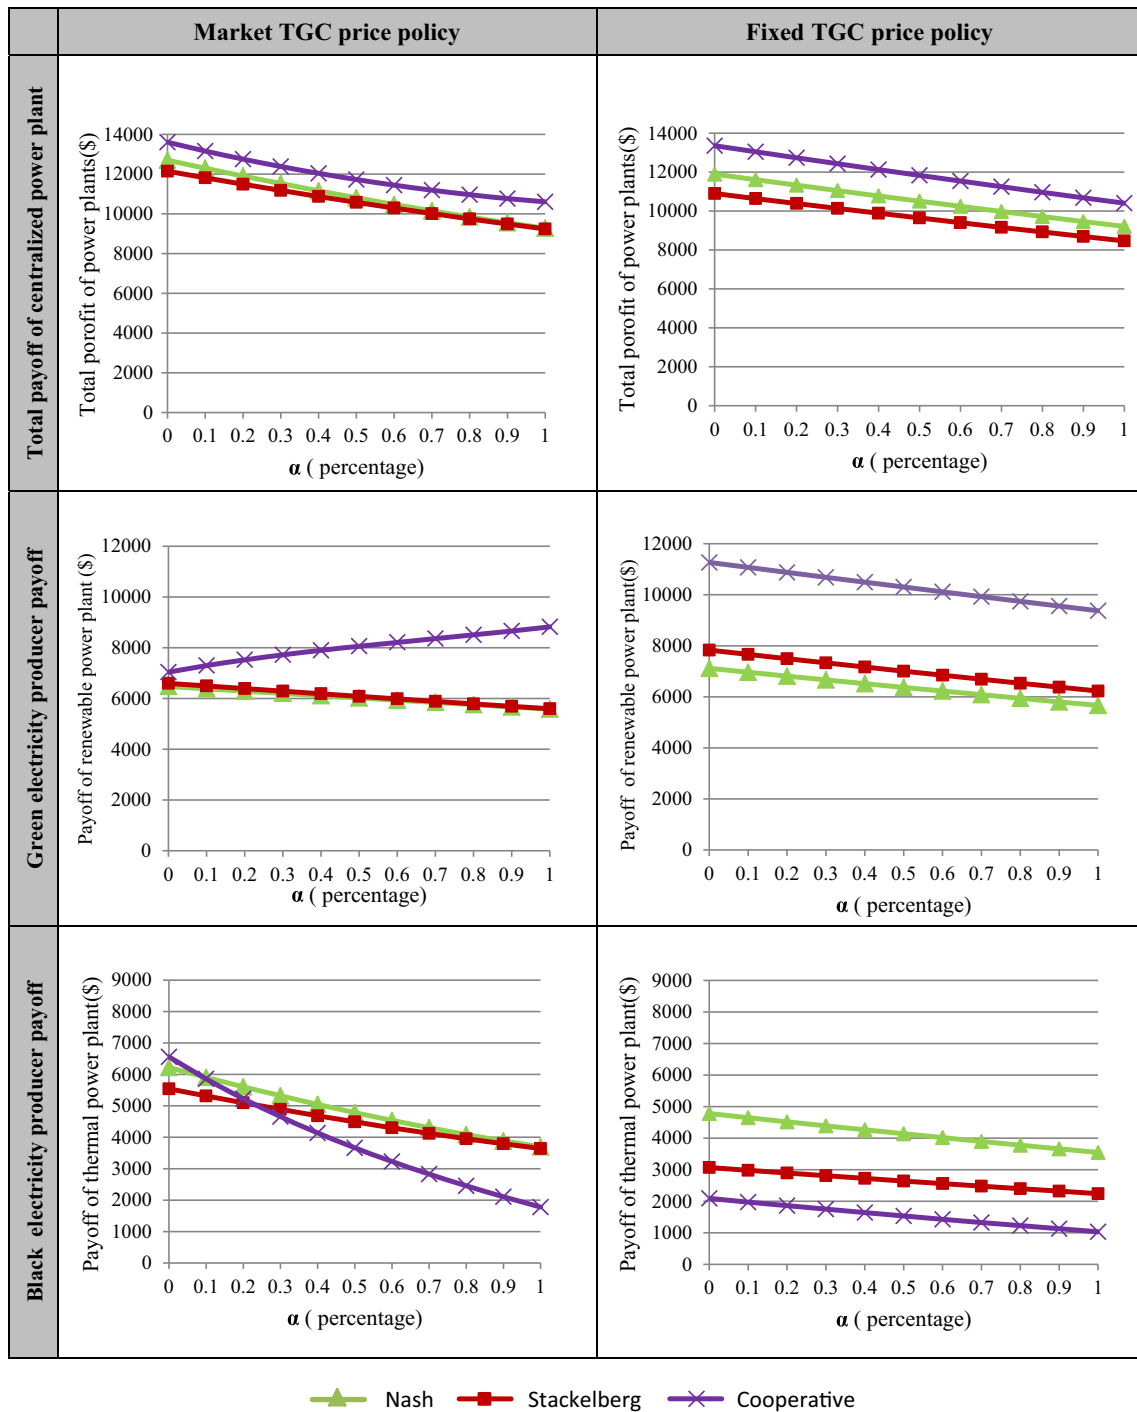 Market TGC price policy
Fixed TGC price policy
Total payoff of centralized power plant
Total porofit of power plants($)
14000
12000
10000
8000
6000
4000
2000
0
0 0.1 0.2 0.3 0.4 0.5 0.6 0.7 0.8 0.9 1
α ( percentage)
Total porofit of power plants($)
14000
12000
10000
8000
6000
4000
2000
0
0 0.1 0.2 0.3 0.4 0.5 0.6 0.7 0.8 0.9 1
α ( percentage)
Green electricity producer payoff
Payoff of renewable power plant ($)
12000
10000
8000
6000
4000
2000
0
0 0.1 0.2 0.3 0.4 0.5 0.6 0.7 0.8 0.9 1
α ( percentage)
Payoff of renewable power plant($)
12000
10000
8000
6000
4000
2000
0
0 0.1 0.2 0.3 0.4 0.5 0.6 0.7 0.8 0.9 1
α ( percentage)
Black electricity producer payoff
Payoff of thermal power plant($)
9000
8000
7000
6000
5000
4000
3000
2000
1000
0
0 0.1 0.2 0.3 0.4 0.5 0.6 0.7 0.8 0.9 1
α ( percentage)
Payoff of thermal power plant($)
9000
8000
7000
6000
5000
4000
3000
2000
1000
0
0 0.1 0.2 0.3 0.4 0.5 0.6 0.7 0.8 0.9 1
α ( percentage)
Nash Stackelberg Cooperative